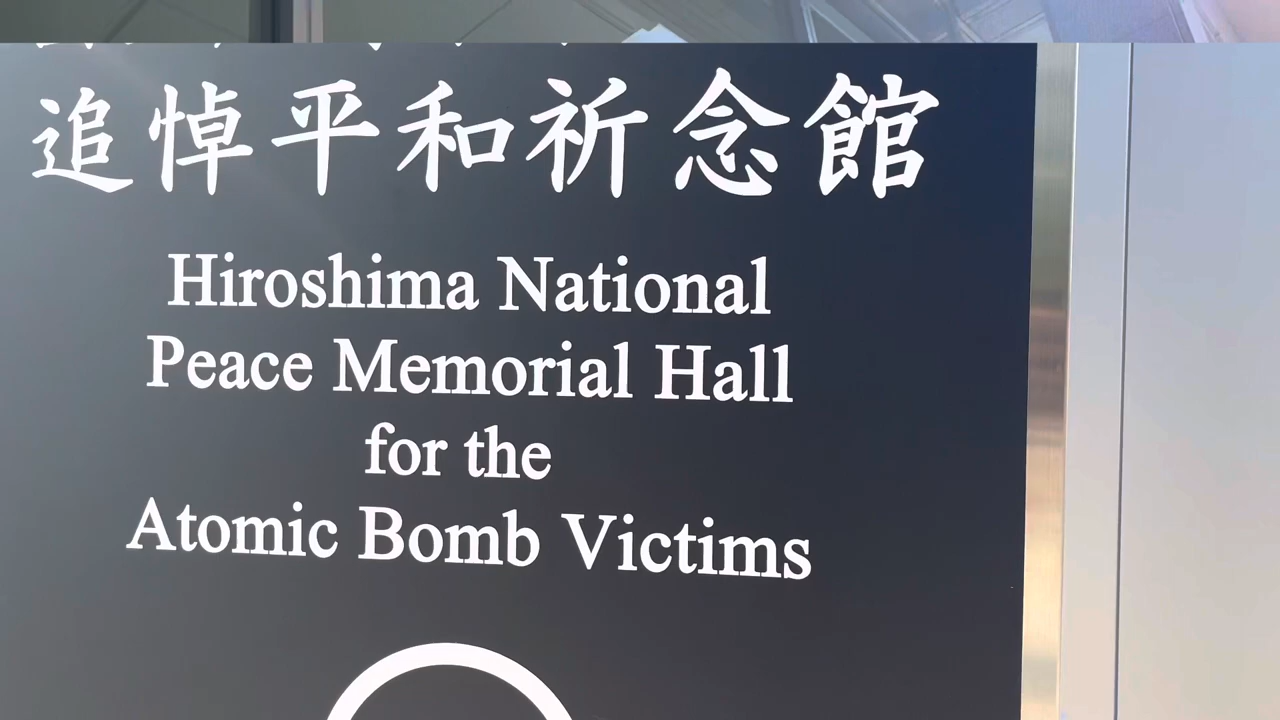 追悼平和祈念館
Hiroshima National
Peace Memorial Hall
for the
Atomic Bomb Victims